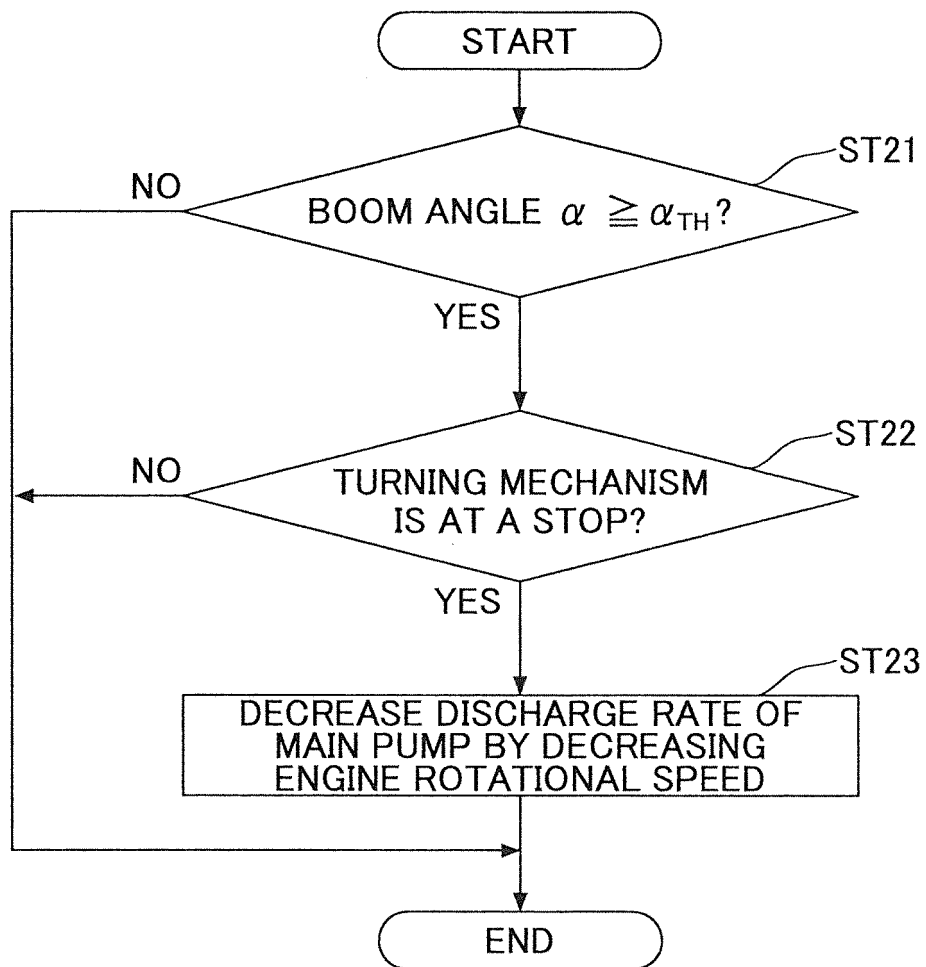 START
ST21
NO
BOOM ANGLE α ≧ αTH?
YES
ST22
NO
TURNING MECHANISM
IS AT A STOP?
YES
ST23
DECREASE DISCHARGE RATE OF
MAIN PUMP BY DECREASING
ENGINE ROTATIONAL SPEED
END